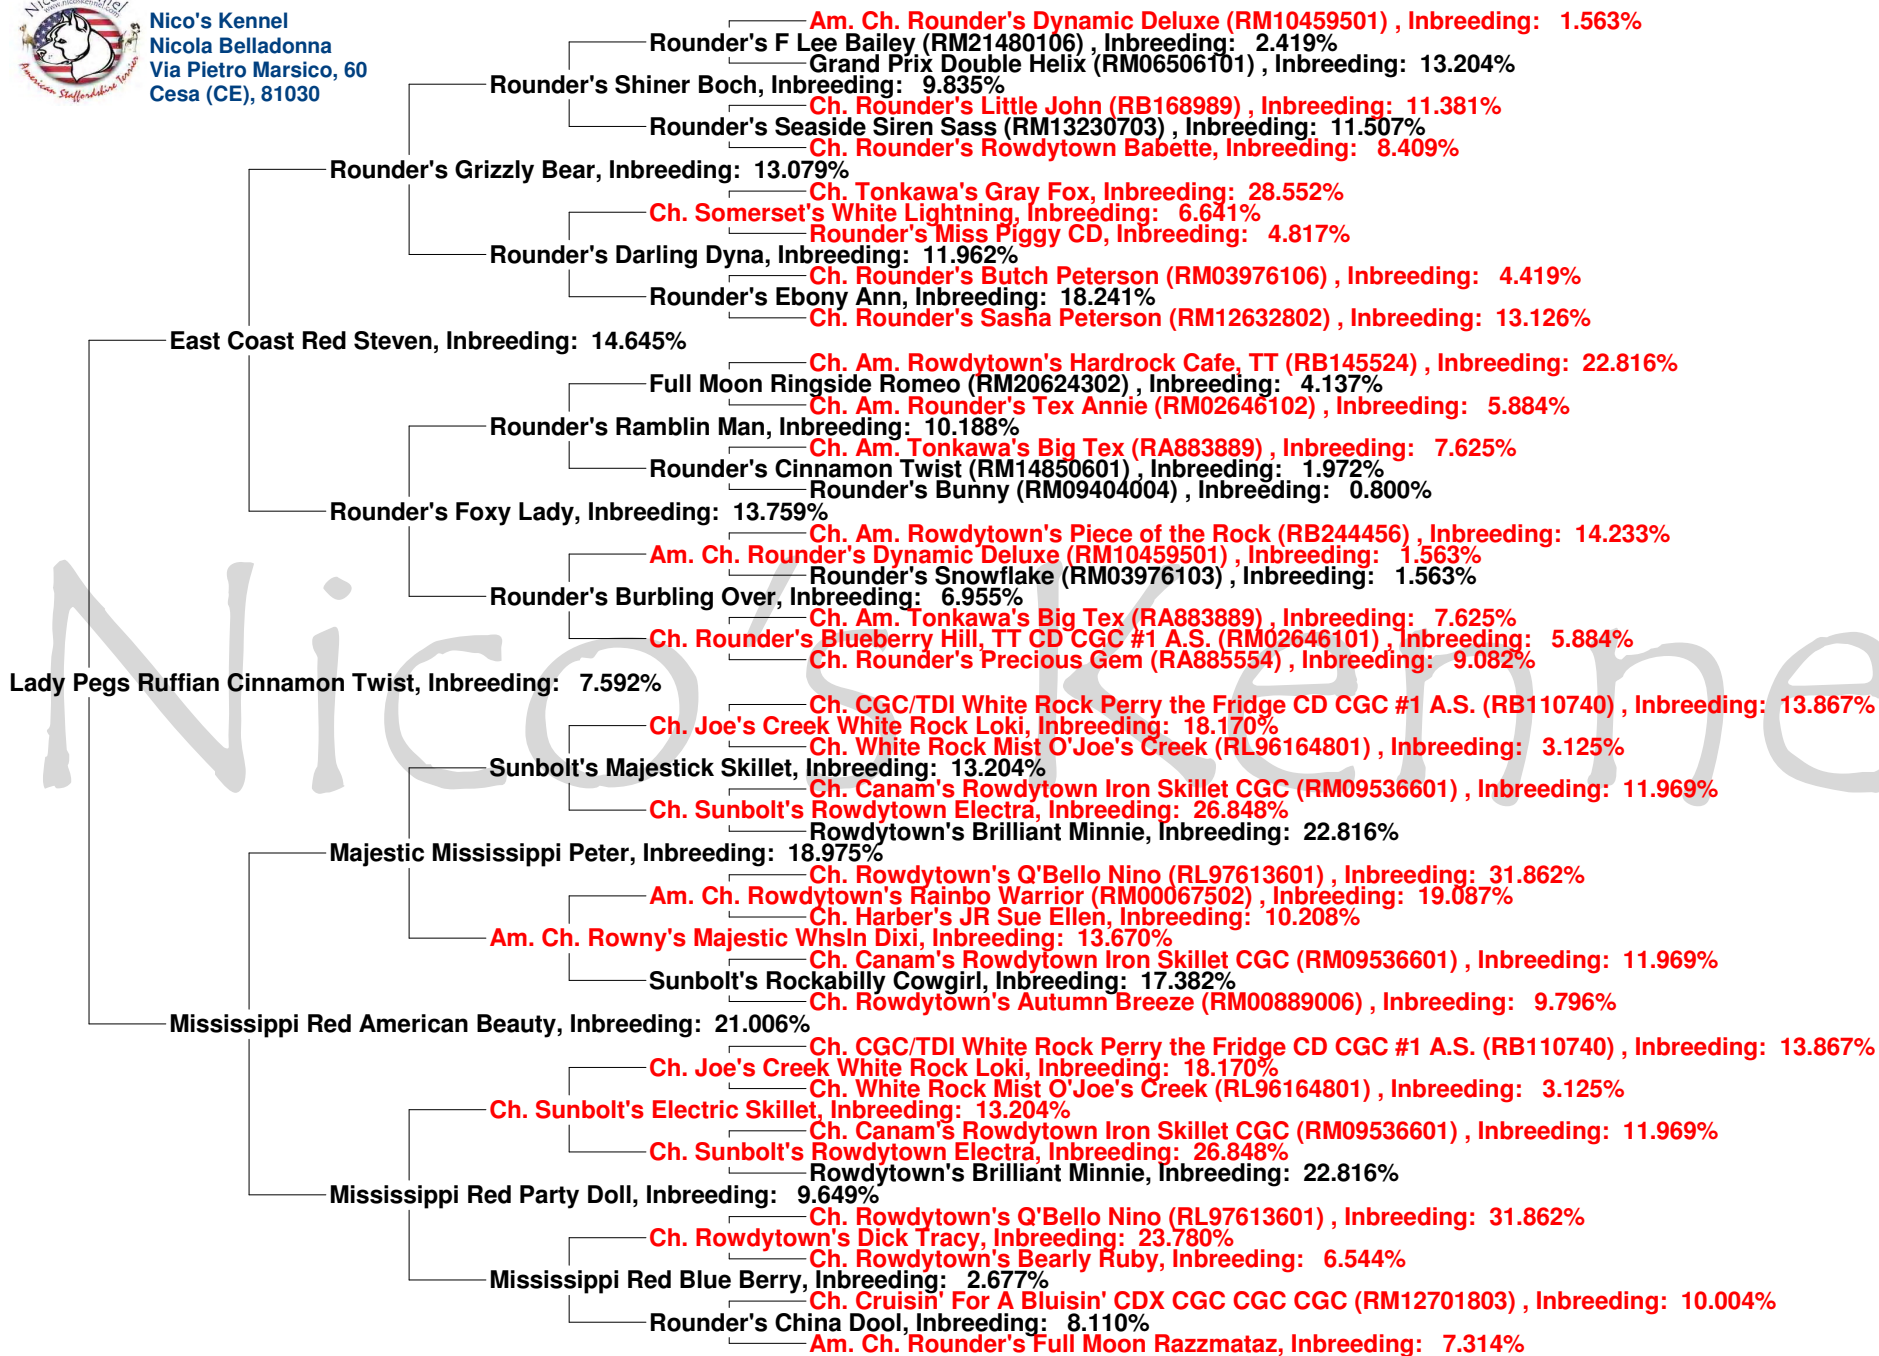 Nico's Kennel
www.nicoskennel.com
American Staffordshire Terrier
Nico's Kennel
Nicola Belladonna
Via Pietro Marsico, 60
Cesa (CE), 81030
Am. Ch. Rounder's Dynamic Deluxe (RM10459501) , Inbreeding: 1.563%
Rounder's F Lee Bailey (RM21480106) , Inbreeding: 2.419%
Grand Prix Double Helix (RM06506101) , Inbreeding: 13.204%
Rounder's Shiner Boch, Inbreeding: 9.835%
Ch. Rounder's Little John (RB168989) , Inbreeding: 11.381%
Rounder's Seaside Siren Sass (RM13230703) , Inbreeding: 11.507%
Ch. Rounder's Rowdytown Babette, Inbreeding: 8.409%
Rounder's Grizzly Bear, Inbreeding: 13.079%
Ch. Tonkawa's Gray Fox, Inbreeding: 28.552%
Ch. Somerset's White Lightning, Inbreeding: 6.641%
Rounder's Miss Piggy CD, Inbreeding: 4.817%
Rounder's Darling Dyna, Inbreeding: 11.962%
Ch. Rounder's Butch Peterson (RM03976106) , Inbreeding: 4.419%
Rounder's Ebony Ann, Inbreeding: 18.241%
Ch. Rounder's Sasha Peterson (RM12632802) , Inbreeding: 13.126%
East Coast Red Steven, Inbreeding: 14.645%
Ch. Am. Rowdytown's Hardrock Cafe, TT (RB145524) , Inbreeding: 22.816%
Full Moon Ringside Romeo (RM20624302) , Inbreeding: 4.137%
Ch. Am. Rounder's Tex Annie (RM02646102) , Inbreeding: 5.884%
Rounder's Ramblin Man, Inbreeding: 10.188%
Ch. Am. Tonkawa's Big Tex (RA883889) , Inbreeding: 7.625%
Rounder's Cinnamon Twist (RM14850601) , Inbreeding: 1.972%
Rounder's Bunny (RM09404004) , Inbreeding: 0.800%
Rounder's Foxy Lady, Inbreeding: 13.759%
Ch. Am. Rowdytown's Piece of the Rock (RB244456) , Inbreeding: 14.233%
Am. Ch. Rounder's Dynamic Deluxe (RM10459501) , Inbreeding: 1.563%
Rounder's Snowflake (RM03976103) , Inbreeding: 1.563%
Rounder's Burbling Over, Inbreeding: 6.955%
Ch. Am. Tonkawa's Big Tex (RA883889) , Inbreeding: 7.625%
Ch. Rounder's Blueberry Hill, TT CD CGC #1 A.S. (RM02646101) , Inbreeding: 5.884%
Ch. Rounder's Precious Gem (RA885554) , Inbreeding: 9.082%
Lady Pegs Ruffian Cinnamon Twist, Inbreeding: 7.592%
Ch. CGC/TDI White Rock Perry the Fridge CD CGC #1 A.S. (RB110740) , Inbreeding: 13.867%
Ch. Joe's Creek White Rock Loki, Inbreeding: 18.170%
Ch. White Rock Mist O'Joe's Creek (RL96164801) , Inbreeding: 3.125%
Sunbolt's Majestick Skillet, Inbreeding: 13.204%
Ch. Canam's Rowdytown Iron Skillet CGC (RM09536601) , Inbreeding: 11.969%
Ch. Sunbolt's Rowdytown Electra, Inbreeding: 26.848%
Rowdytown's Brilliant Minnie, Inbreeding: 22.816%
Majestic Mississippi Peter, Inbreeding: 18.975%
Ch. Rowdytown's Q'Bello Nino (RL97613601) , Inbreeding: 31.862%
Am. Ch. Rowdytown's Rainbo Warrior (RM00067502) , Inbreeding: 19.087%
Ch. Harber's JR Sue Ellen, Inbreeding: 10.208%
Am. Ch. Rowny's Majestic Whsln Dixi, Inbreeding: 13.670%
Ch. Canam's Rowdytown Iron Skillet CGC (RM09536601) , Inbreeding: 11.969%
Sunbolt's Rockabilly Cowgirl, Inbreeding: 17.382%
Ch. Rowdytown's Autumn Breeze (RM00889006) , Inbreeding: 9.796%
Mississippi Red American Beauty, Inbreeding: 21.006%
Ch. CGC/TDI White Rock Perry the Fridge CD CGC #1 A.S. (RB110740) , Inbreeding: 13.867%
Ch. Joe's Creek White Rock Loki, Inbreeding: 18.170%
Ch. White Rock Mist O'Joe's Creek (RL96164801) , Inbreeding: 3.125%
Ch. Sunbolt's Electric Skillet, Inbreeding: 13.204%
Ch. Canam's Rowdytown Iron Skillet CGC (RM09536601) , Inbreeding: 11.969%
Ch. Sunbolt's Rowdytown Electra, Inbreeding: 26.848%
Rowdytown's Brilliant Minnie, Inbreeding: 22.816%
Mississippi Red Party Doll, Inbreeding: 9.649%
Ch. Rowdytown's Q'Bello Nino (RL97613601) , Inbreeding: 31.862%
Ch. Rowdytown's Dick Tracy, Inbreeding: 23.780%
Ch. Rowdytown's Bearly Ruby, Inbreeding: 6.544%
Mississippi Red Blue Berry, Inbreeding: 2.677%
Ch. Cruisin' For A Bluisin' CDX CGC CGC CGC (RM12701803) , Inbreeding: 10.004%
Rounder's China Dool, Inbreeding: 8.110%
Am. Ch. Rounder's Full Moon Razzmataz, Inbreeding: 7.314%
Nico's Kenne